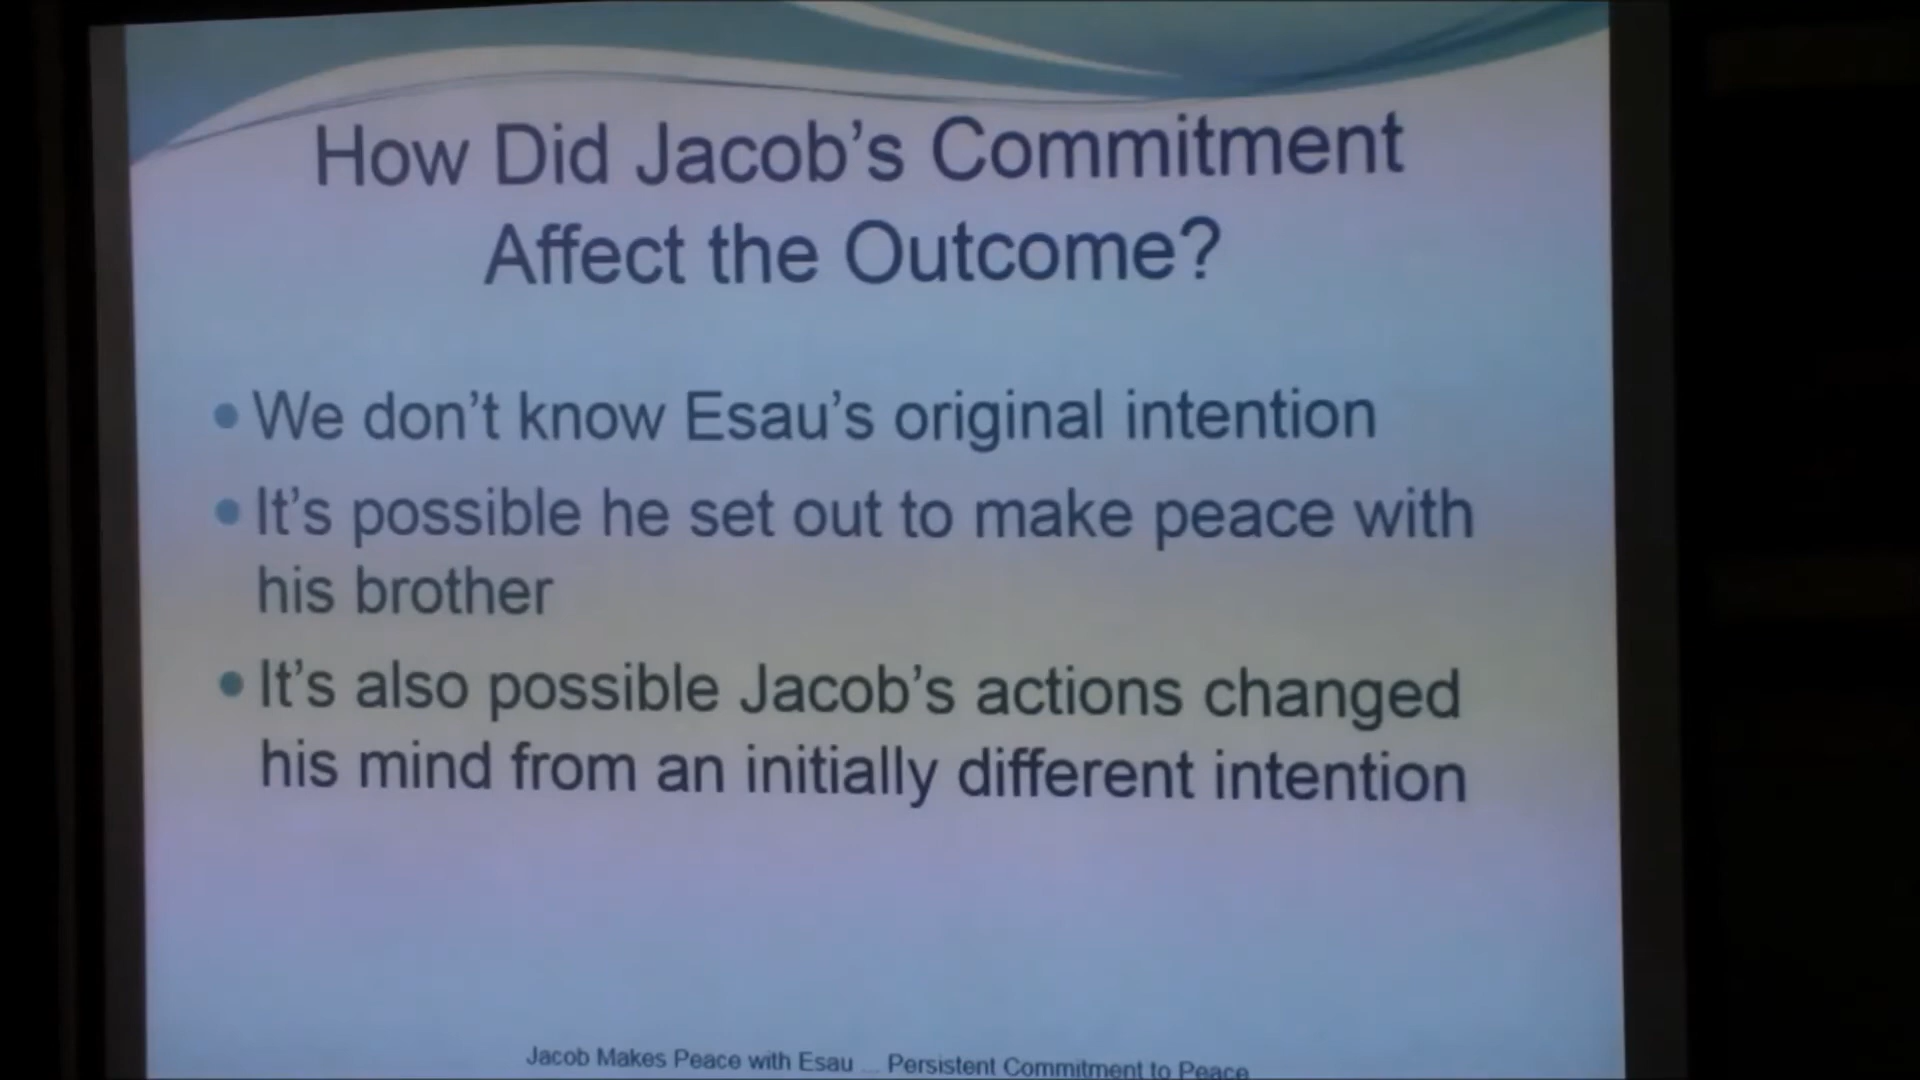 How Did Jacob’s Commitment
Affect the Outcome?
• We don’t know Esau’s original intention
• It’s possible he set out to make peace with
his brother
• It’s also possible Jacob’s actions changed
his mind from an initially different intention
Jacob Makes Peace with Esau ... Persistent Commitment to Peace